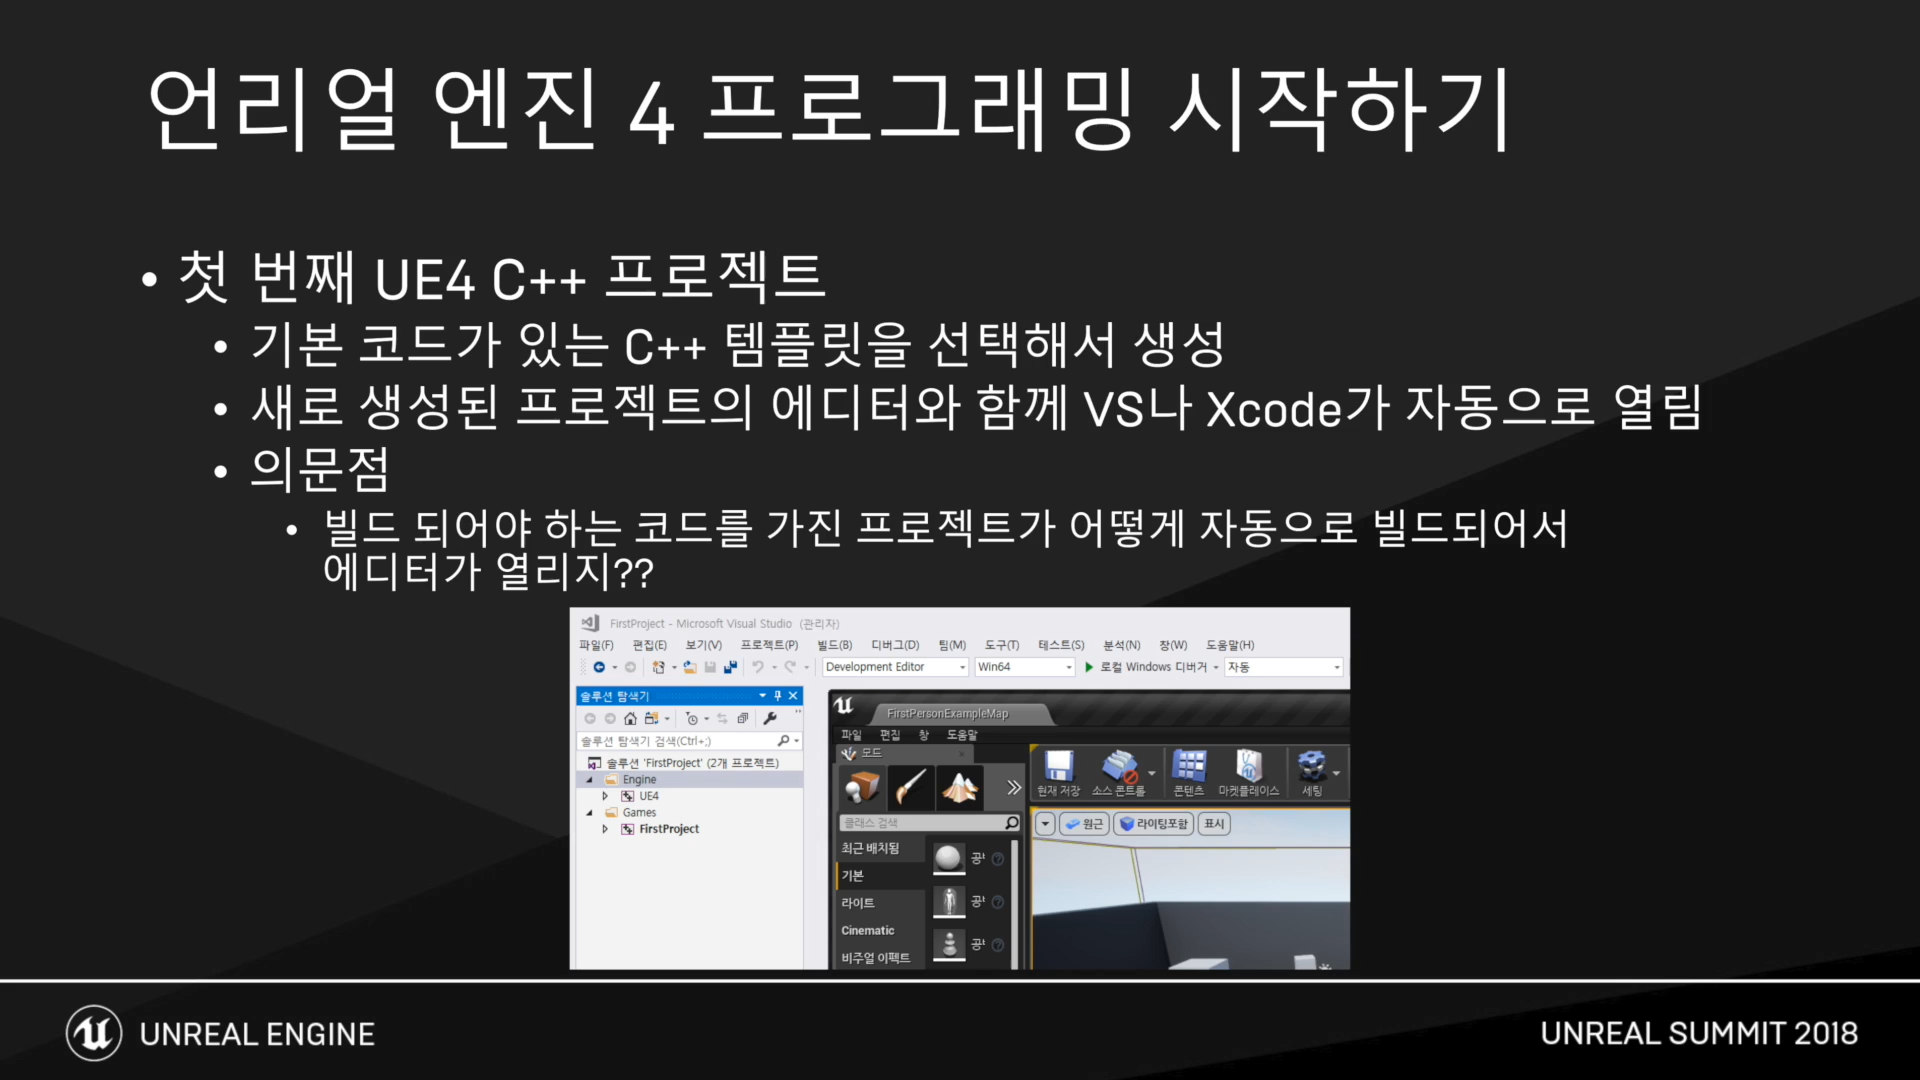 언리얼 엔진 4 프로그래밍 시작하기
• 첫 번째 UE4 C++ 프로젝트
• 기본 코드가 있는 C++ 템플릿을 선택해서 생성
• 새로 생성된 프로젝트의 에디터와 함께 VS나 Xcode가 자동으로 열림
• 의문점
• 빌드 되어야 하는 코드를 가진 프로젝트가 어떻게 자동으로 빌드되어서
에디터가 열리지??
FirstProject - Microsoft Visual Studio (관리자)
파일(F) 편집(E) 보기(V) 프로젝트(P) 빌드(B) 디버그(D) 팀(M) 도구(T) 테스트(S) 분석(N) 창(W) 도움말(H)
Development Editor Win64 로컬 Windows 디버거 자동
솔루션 탐색기
솔루션 탐색기 검색(Ctrl+;)
솔루션 'FirstProject' (2개 프로젝트)
Engine
UE4
Games
FirstProject
FirstPersonExampleMap
파일 편집 창 도움말
모드
현재 저장 소스 콘트롤 콘텐츠 마켓플레이스 세팅
클래스 검색
원근 라이팅포함 표시
최근 배치됨
기본
라이트
Cinematic
비주얼 이펙트
UNREAL ENGINE
UNREAL SUMMIT 2018